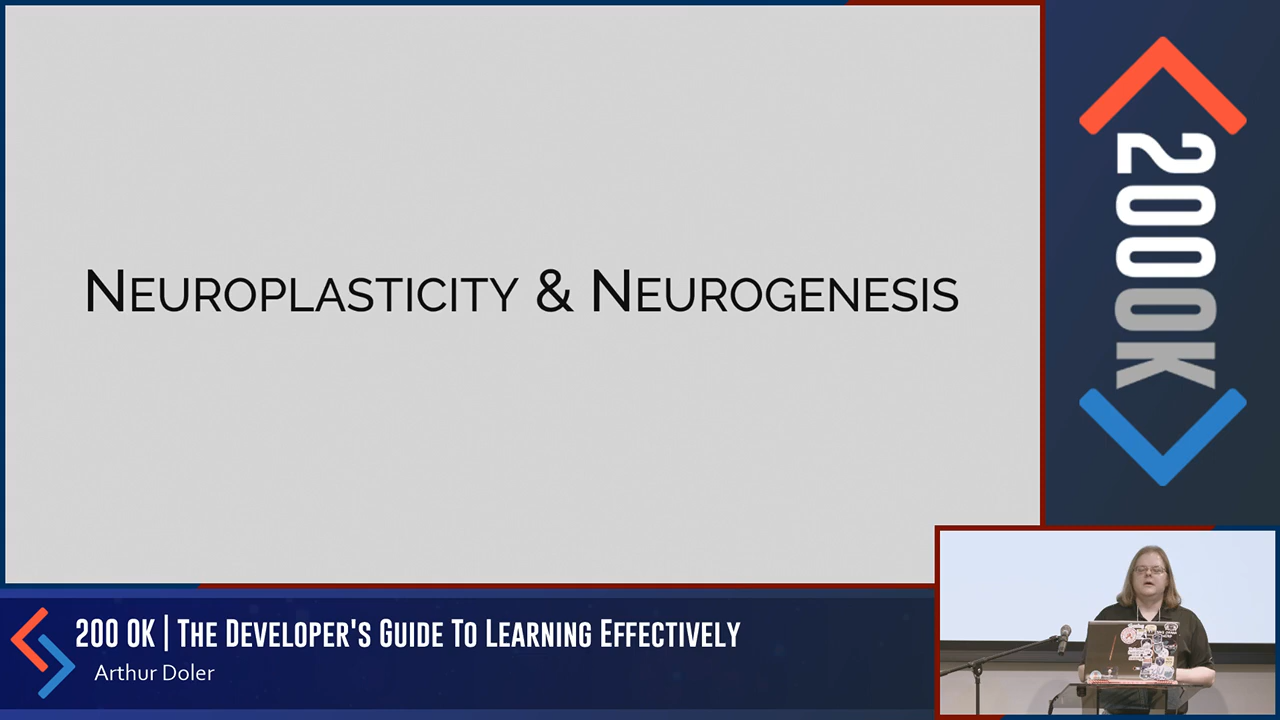 NEUROPLASTICITY & NEUROGENESIS
200OK
200 OK | THE DEVELOPER'S GUIDE TO LEARNING EFFECTIVELY
Arthur Doler